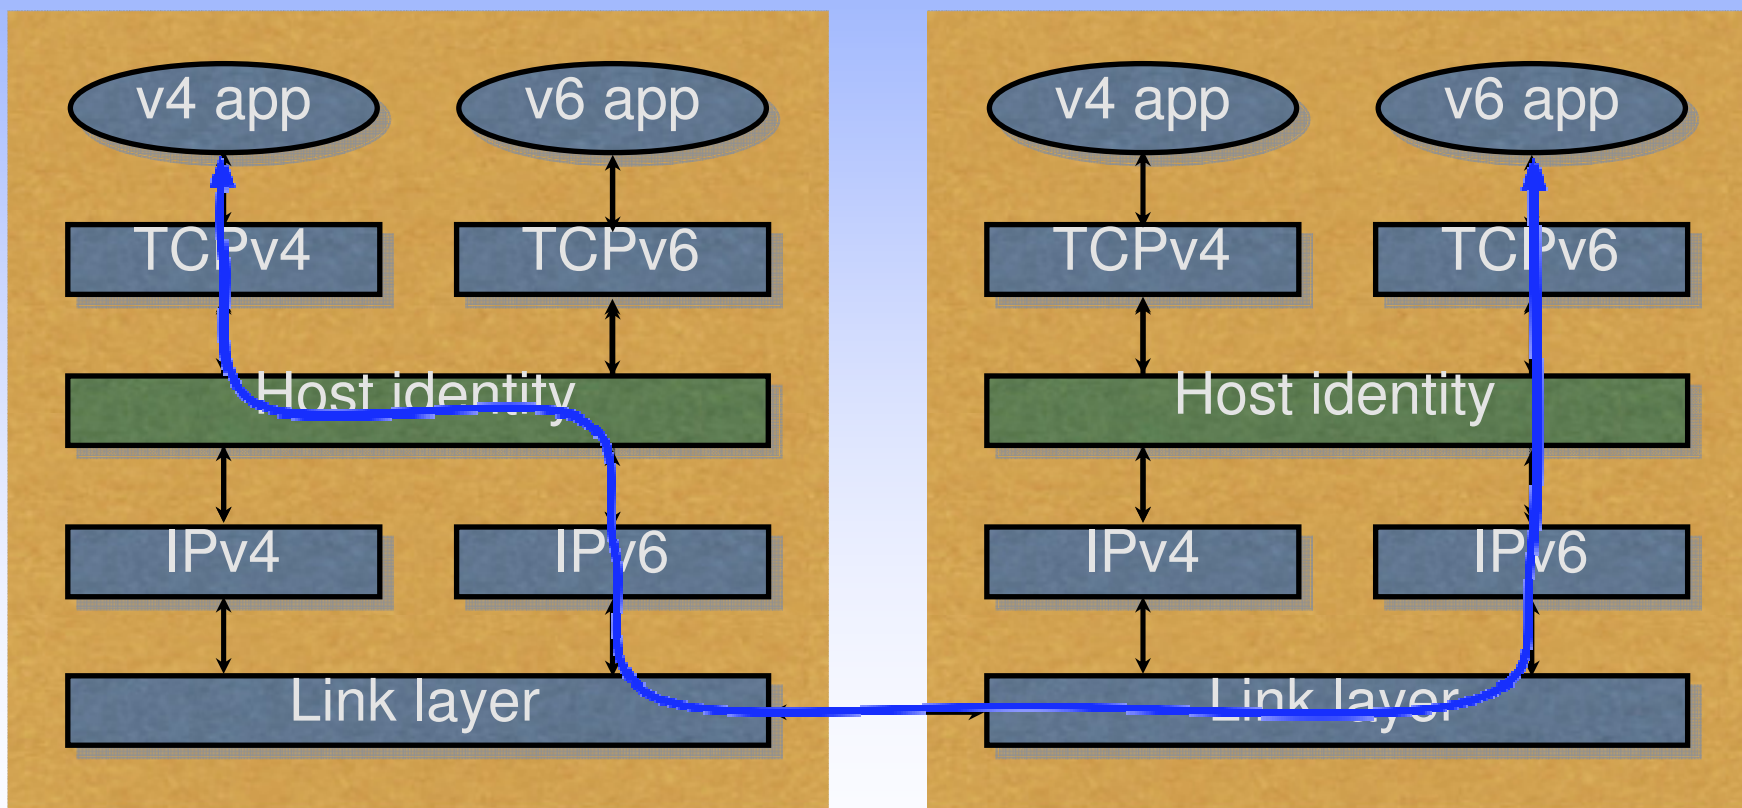 v4 app
v6 app
TCPv4
TCPv6
Host identity
IPv4
IPv6
Link layer
v4 app
v6 app
TCPv4
TCPv6
Host identity
IPv4
IPv6
Link layer